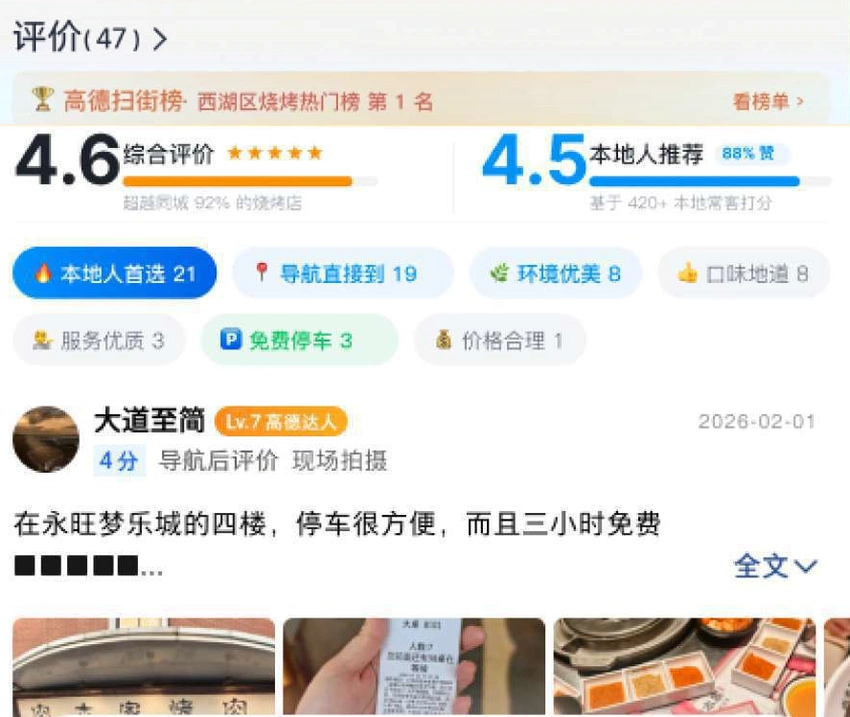 评价(47)
高德扫街榜· 西湖区烧烤热门榜 第 1 名 看榜单
4.6 综合评价 4.5 本地人推荐 88% 赞
超越同城 92% 的烧烤店 基于 420+ 本地常客打分
本地人首选 21 导航直接到 19 环境优美 8 口味地道 8
服务优质 3 P 免费停车 3 价格合理 1
大道至简 Lv.7 高德达人 2026-02-01
4 分 导航后评价 现场拍摄
在永旺梦乐城的四楼，停车很方便，而且三小时免费
... 全文